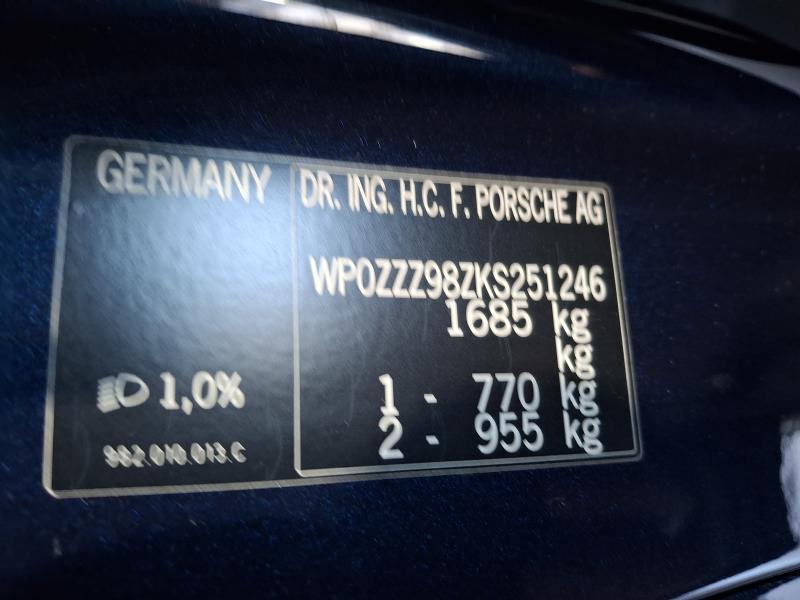 GERMANY
DR. ING. H.C. F. PORSCHE AG
WP0ZZZ98ZKS251246
1685 kg
kg
1 - 770 kg
2 - 955 kg
1,0%
982.010.013.C